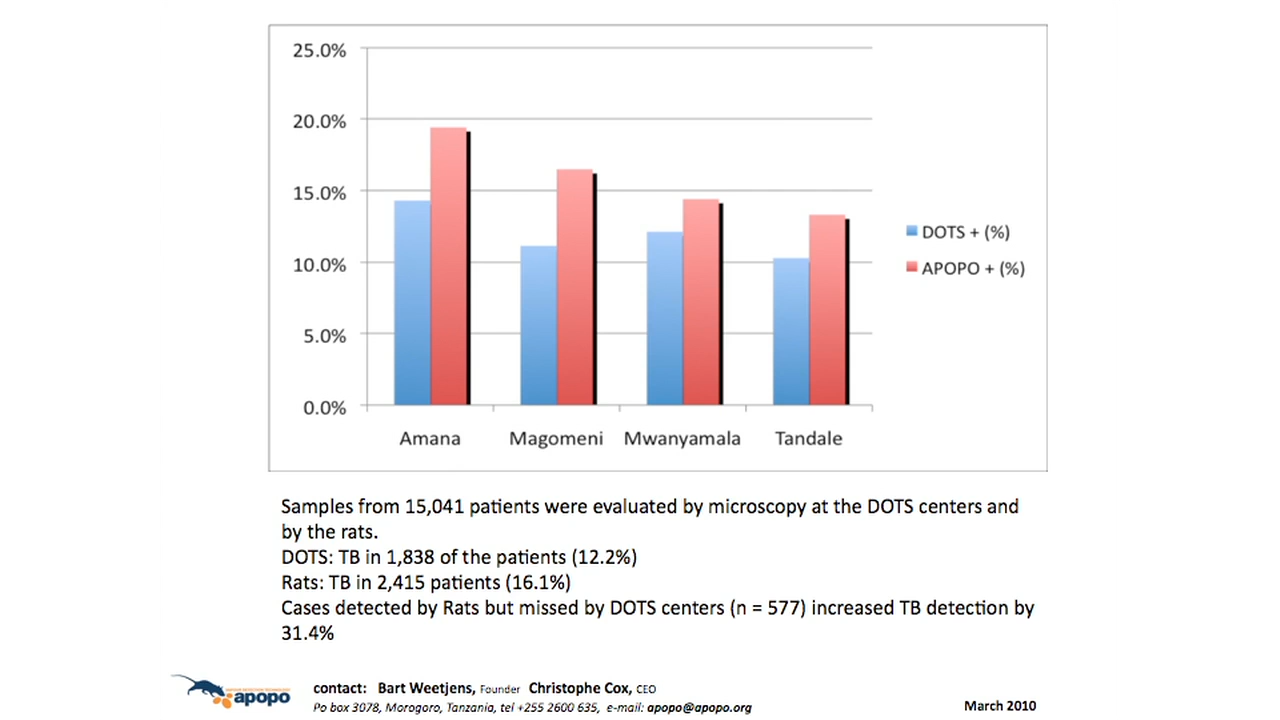 25.0%
20.0%
15.0%
10.0%
5.0%
0.0%
Amana Magomeni Mwanyamala Tandale
DOTS + (%)
APOPO + (%)
Samples from 15,041 patients were evaluated by microscopy at the DOTS centers and
by the rats.
DOTS: TB in 1,838 of the patients (12.2%)
Rats: TB in 2,415 patients (16.1%)
Cases detected by Rats but missed by DOTS centers (n = 577) increased TB detection by
31.4%
apopo
contact: Bart Weetjens, Founder Christophe Cox, CEO
Po box 3078, Morogoro, Tanzania, tel +255 2600 635, e-mail: apopo@apopo.org
March 2010